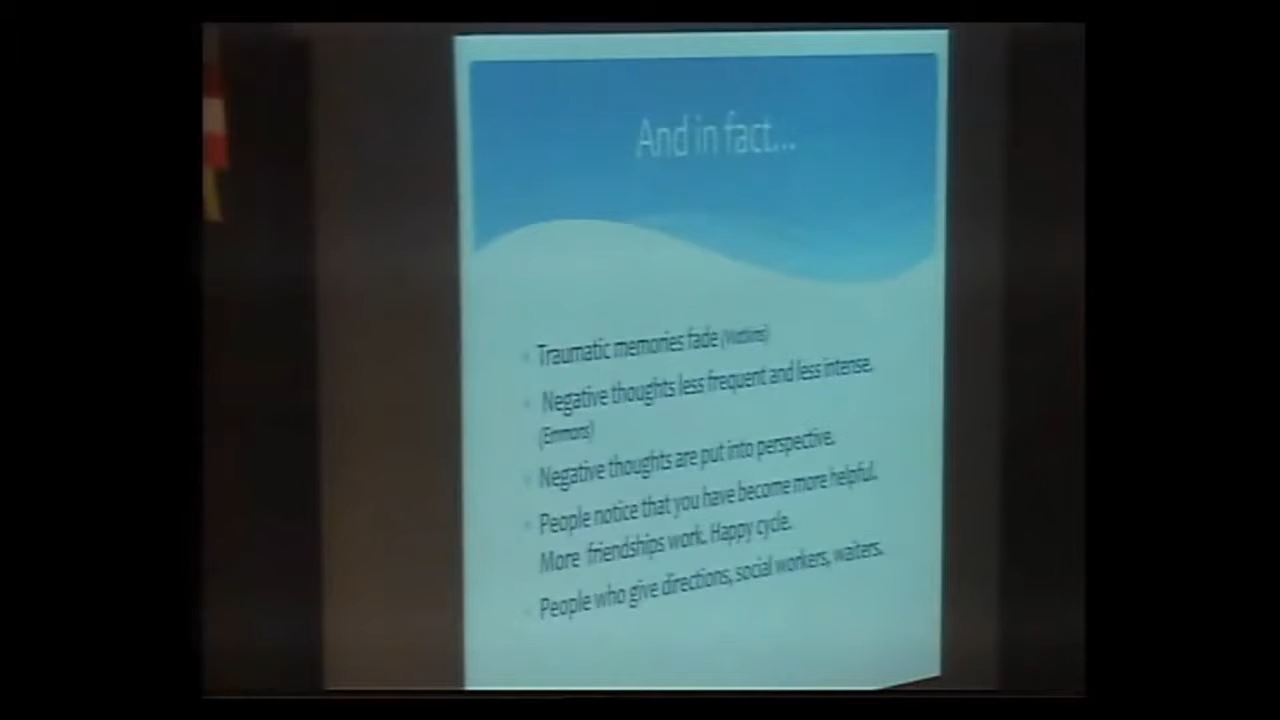 And in fact...
Traumatic memories fade (Watkins)
Negative thoughts less frequent and less intense.
(Emmons)
Negative thoughts are put into perspective.
People notice that you have become more helpful.
More friendships work. Happy cycle.
People who give directions, social workers, waiters.